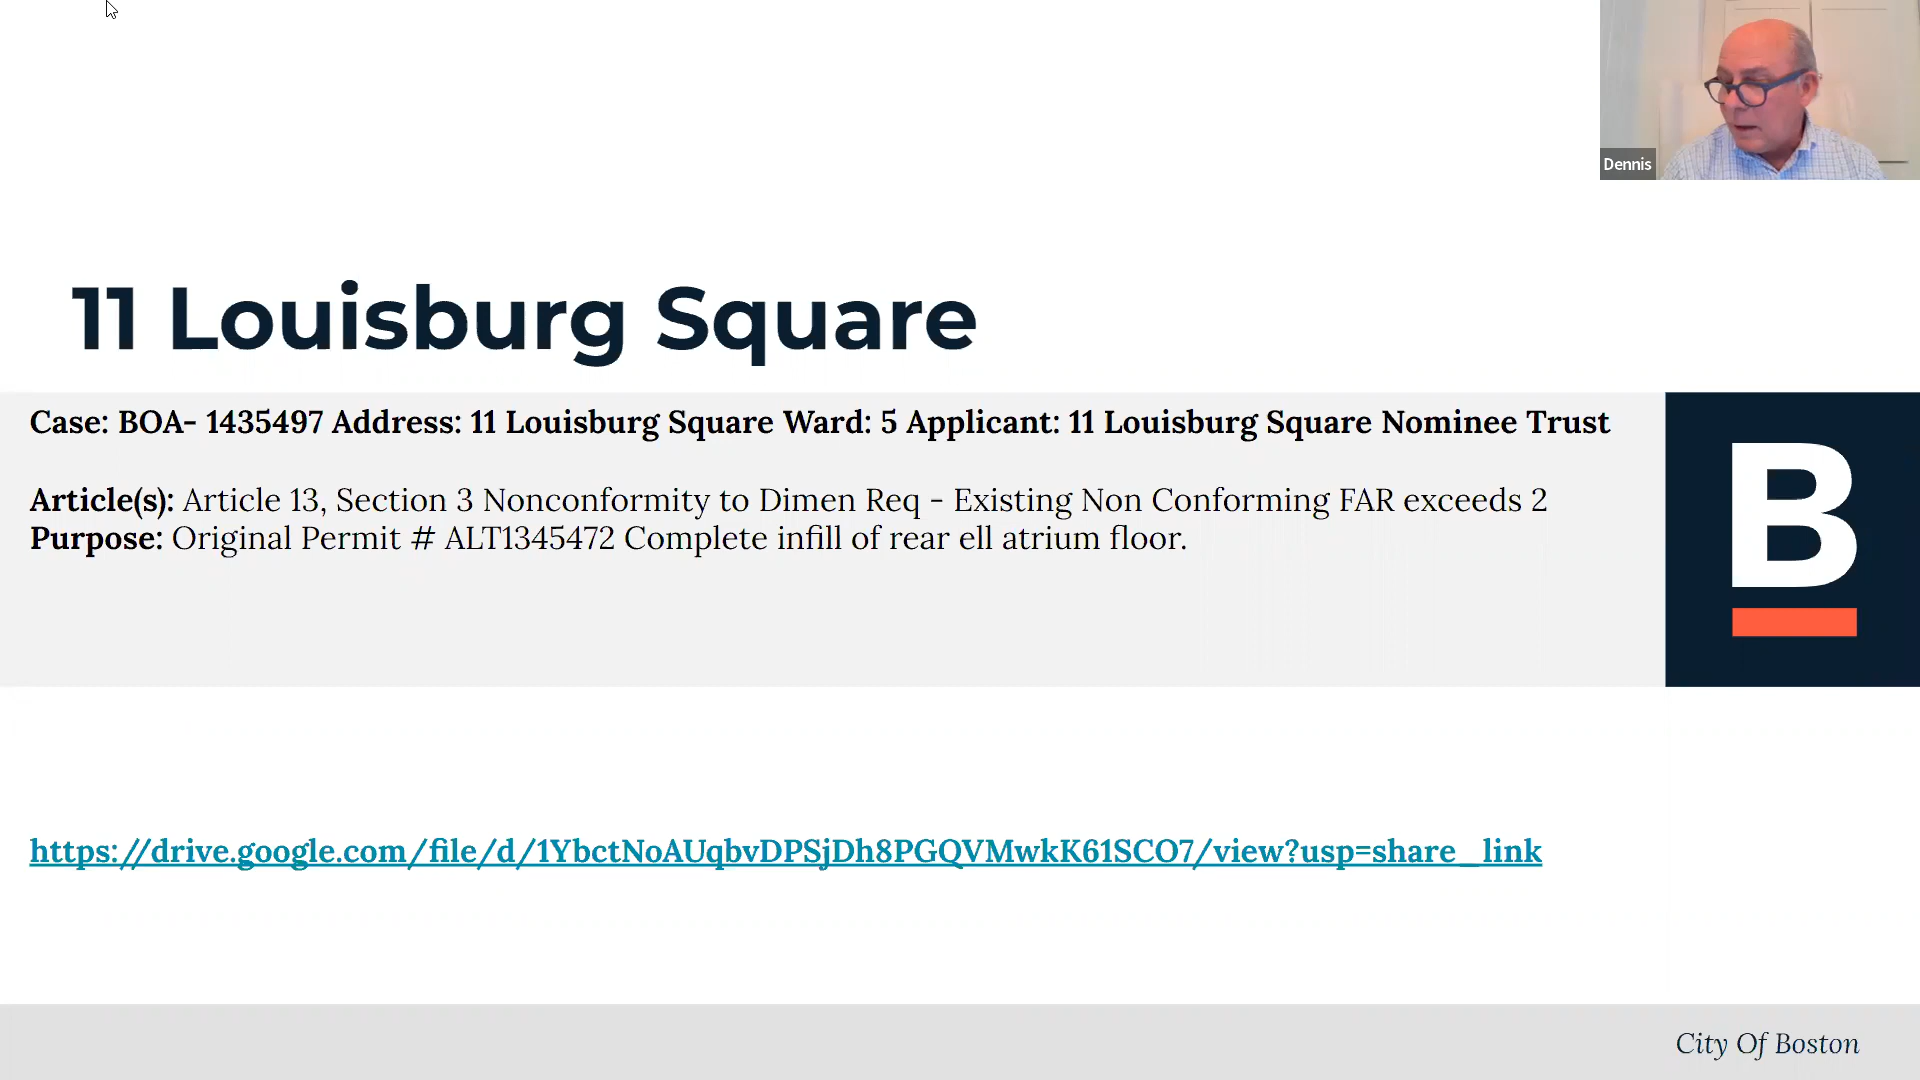 Dennis
11 Louisburg Square
Case: BOA- 1435497 Address: 11 Louisburg Square Ward: 5 Applicant: 11 Louisburg Square Nominee Trust
Article(s): Article 13, Section 3 Nonconformity to Dimen Req - Existing Non Conforming FAR exceeds 2
Purpose: Original Permit # ALT1345472 Complete infill of rear ell atrium floor.
B
https://drive.google.com/file/d/1YbctNoAUqbvDPSjDh8PGQVMwkK61SCO7/view?usp=share_link
City Of Boston